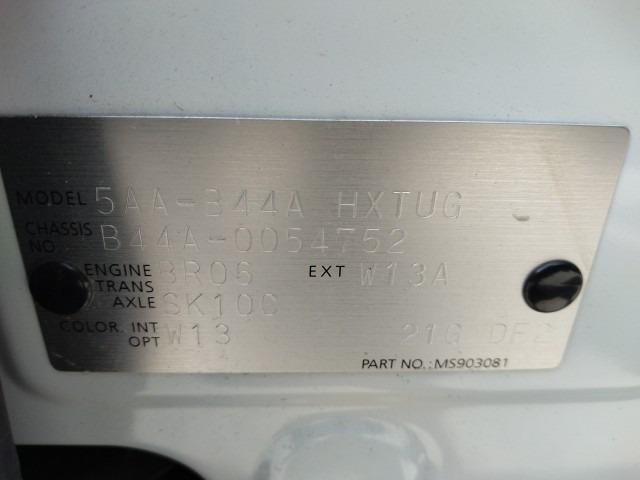 MODEL 5AA-B44A HXTUG
CHASSIS NO. B44A-0054752
ENGINE BR06 EXT W13A
TRANS AXLE SK10C
COLOR. INT W13
OPT 21G DF2
PART NO.: MS903081